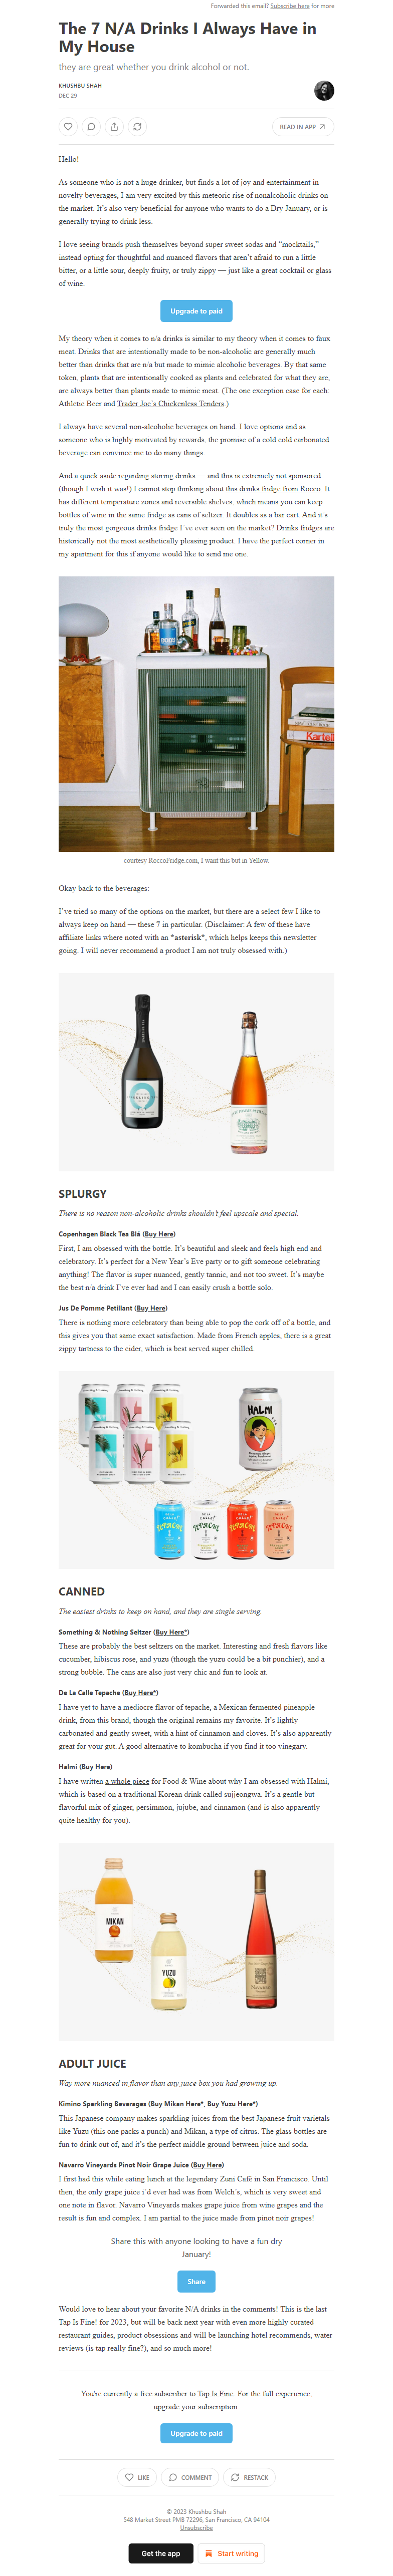 Forwarded this email? Subscribe here for more
The 7 N/A Drinks I Always Have in
My House
they are great whether you drink alcohol or not.
KHUSHBU SHAH
DEC 29
READ IN APP
Hello!
As someone who is not a huge drinker, but finds a lot of joy and entertainment in
novelty beverages, I am very excited by this meteoric rise of nonalcoholic drinks on
the market. It's also very beneficial for anyone who wants to do a Dry January, or is
generally trying to drink less.
I love seeing brands push themselves beyond super sweet sodas and "mocktails,"
instead opting for thoughtful and nuanced flavors that aren't afraid to run a little
bitter, or a little sour, deeply fruity, or truly zippy — just like a great cocktail or glass
of wine.
Upgrade to paid
My theory when it comes to n/a drinks is similar to my theory when it comes to faux
meat. Drinks that are intentionally made to be non-alcoholic are generally much
better than drinks that are n/a but made to mimic alcoholic beverages. By that same
token, plants that are intentionally cooked as plants and celebrated for what they are,
are always better than plants made to mimic meat. (The one exception case for each:
Athletic Beer and Trader Joe's Chickenless Tenders.)
I always have several non-alcoholic beverages on hand. I love options and as
someone who is highly motivated by rewards, the promise of a cold cold carbonated
beverage can convince me to do many things.
And a quick aside regarding storing drinks — and this is extremely not sponsored
(though I wish it was!) I cannot stop thinking about this drinks fridge from Rocco. It
has different temperature zones and reversible shelves, which means you can keep
bottles of wine in the same fridge as cans of seltzer. It doubles as a bar cart. And it's
truly the most gorgeous drinks fridge I've ever seen on the market? Drinks fridges are
historically not the most aesthetically pleasing product. I have the perfect corner in
my apartment for this if anyone would like to send me one.
Kartell
courtesy RoccoFridge.com, I want this but in Yellow.
Okay back to the beverages:
I've tried so many of the options on the market, but there are a select few I like to
always keep on hand — these 7 in particular. (Disclaimer: A few of these have
affiliate links where noted with an *asterisk*, which helps keeps this newsletter
going. I will never recommend a product I am not truly obsessed with.)
SPLURGY
There is no reason non-alcoholic drinks shouldn't feel upscale and special.
Copenhagen Black Tea Blå (Buy Here)
First, I am obsessed with the bottle. It's beautiful and sleek and feels high end and
celebratory. It's perfect for a New Year's Eve party or to gift someone celebrating
anything! The flavor is super nuanced, gently tannic, and not too sweet. It's maybe
the best n/a drink I've ever had and I can easily crush a bottle solo.
Jus De Pomme Petillant (Buy Here)
There is nothing more celebratory than being able to pop the cork off of a bottle, and
this gives you that same exact satisfaction. Made from French apples, there is a great
zippy tartness to the cider, which is best served super chilled.
HALMI
TEPACHE
TEPACHE
TEPACHE
TEPACHE
CANNED
The easiest drinks to keep on hand, and they are single serving.
Something & Nothing Seltzer (Buy Here*)
These are probably the best seltzers on the market. Interesting and fresh flavors like
cucumber, hibiscus rose, and yuzu (though the yuzu could be a bit punchier), and a
strong bubble. The cans are also just very chic and fun to look at.
De La Calle Tepache (Buy Here*)
I have yet to have a mediocre flavor of tepache, a Mexican fermented pineapple
drink, from this brand, though the original remains my favorite. It's lightly
carbonated and gently sweet, with a hint of cinnamon and cloves. It's also apparently
great for your gut. A good alternative to kombucha if you find it too vinegary.
Halmi (Buy Here)
I have written a whole piece for Food & Wine about why I am obsessed with Halmi,
which is based on a traditional Korean drink called sujjeongwa. It's a gentle but
flavorful mix of ginger, persimmon, jujube, and cinnamon (and is also apparently
quite healthy for you).
MIKAN
YUZU
ADULT JUICE
Way more nuanced in flavor than any juice box you had growing up.
Kimino Sparkling Beverages (Buy Mikan Here*, Buy Yuzu Here*)
This Japanese company makes sparkling juices from the best Japanese fruit varietals
like Yuzu (this one packs a punch) and Mikan, a type of citrus. The glass bottles are
fun to drink out of, and it's the perfect middle ground between juice and soda.
Navarro Vineyards Pinot Noir Grape Juice (Buy Here)
I first had this while eating lunch at the legendary Zuni Café in San Francisco. Until
then, the only grape juice i'd ever had was from Welch's, which is very sweet and
one note in flavor. Navarro Vineyards makes grape juice from wine grapes and the
result is fun and complex. I am partial to the juice made from pinot noir grapes!
Share this with anyone looking to have a fun dry
January!
Share
Would love to hear about your favorite N/A drinks in the comments! This is the last
Tap Is Fine! for 2023, but will be back next year with even more highly curated
restaurant guides, product obsessions and will be launching hotel recommends, water
reviews (is tap really fine?), and so much more!
You're currently a free subscriber to Tap Is Fine. For the full experience,
upgrade your subscription.
Upgrade to paid
LIKE
COMMENT
RESTACK
© 2023 Khushbu Shah
548 Market Street PMB 72296, San Francisco, CA 94104
Unsubscribe
Get the app
Start writing